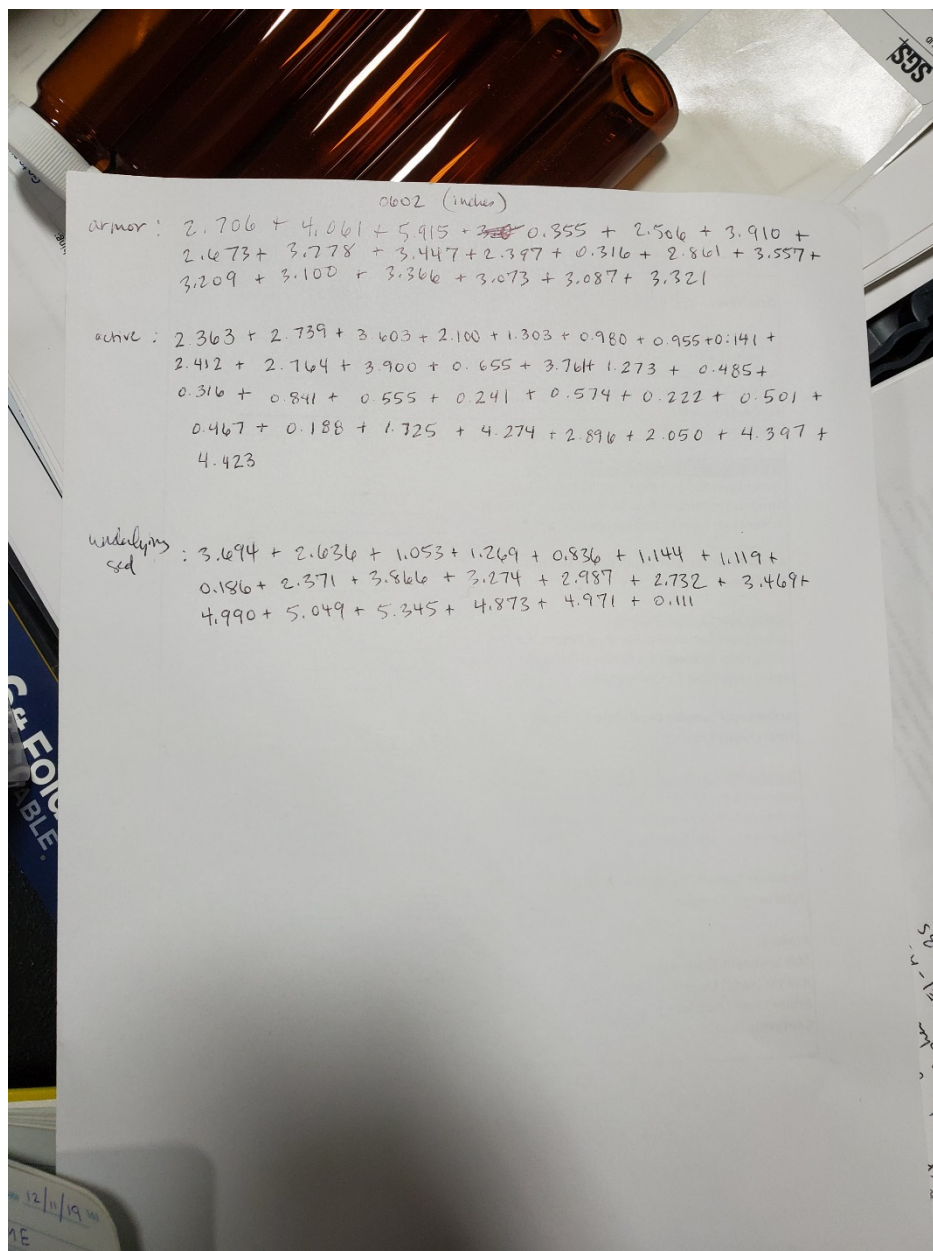 SGS
0602 (inches)
armor : 2.706 + 4.061 + 5.915 + 0.355 + 2.506 + 3.910 +
2.673 + 3.778 + 3.447 + 2.397 + 0.316 + 2.861 + 3.557 +
3.209 + 3.100 + 3.366 + 3.073 + 3.087 + 3.321
active : 2.363 + 2.739 + 3.603 + 2.100 + 1.303 + 0.980 + 0.955 + 0.141 +
2.412 + 2.764 + 3.900 + 0.655 + 3.761 + 1.273 + 0.485 +
0.316 + 0.841 + 0.555 + 0.241 + 0.574 + 0.222 + 0.501 +
0.467 + 0.188 + 1.725 + 4.274 + 2.896 + 2.050 + 4.397 +
4.423
underlying
sed : 3.694 + 2.636 + 1.053 + 1.269 + 0.836 + 1.144 + 1.119 +
0.186 + 2.371 + 3.866 + 3.274 + 2.987 + 2.732 + 3.469 +
4.990 + 5.049 + 5.345 + 4.873 + 4.971 + 0.111
ABLE.
12/11/19
ME